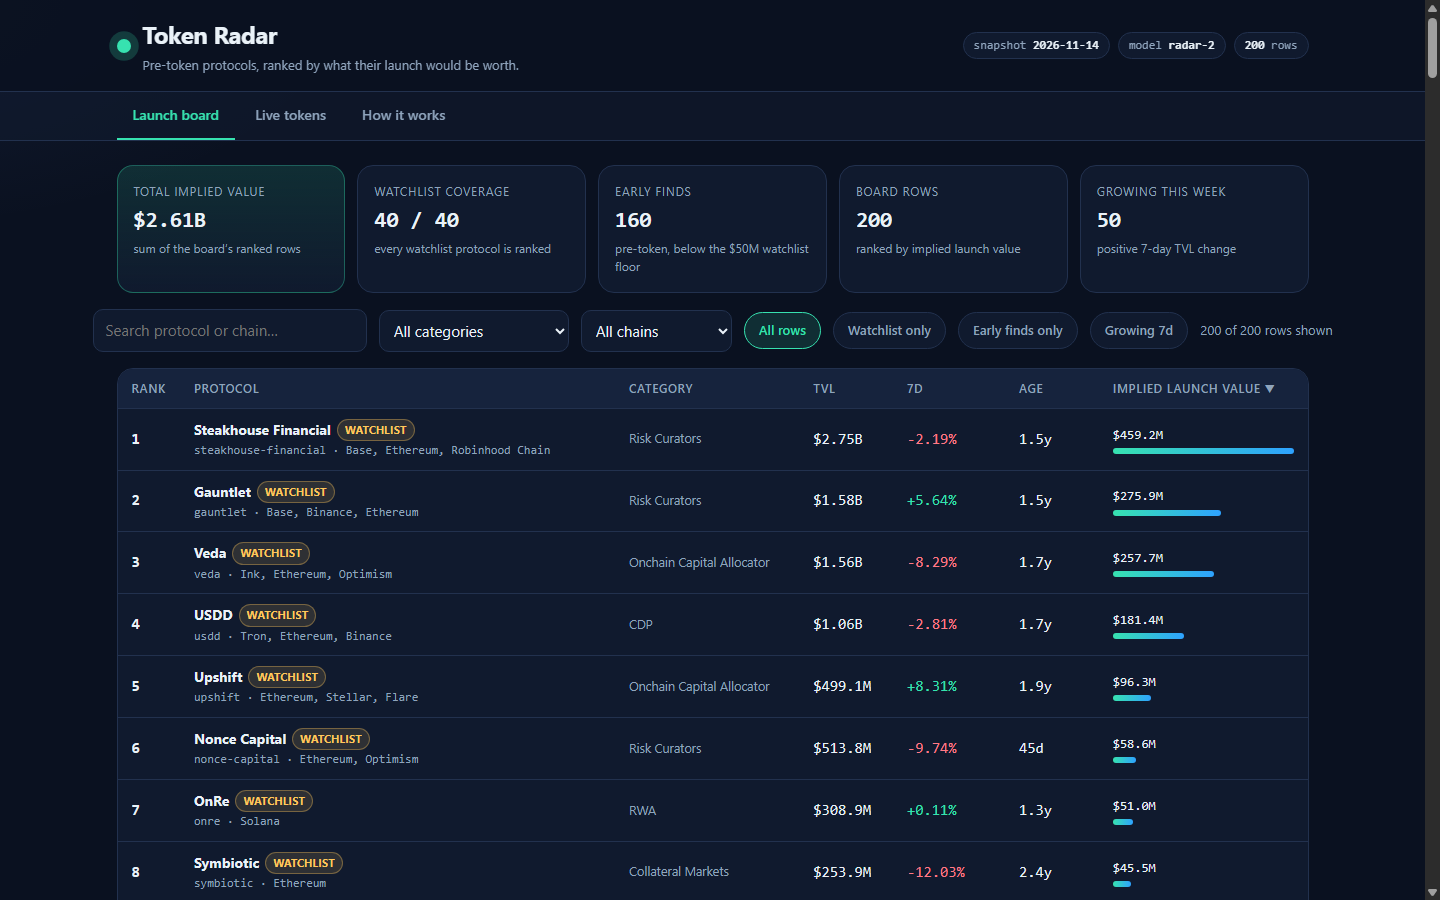 Token Radar
Pre-token protocols, ranked by what their launch would be worth.
snapshot 2026-11-14
model radar-2
200 rows
Launch board
Live tokens
How it works
TOTAL IMPLIED VALUE
$2.61B
sum of the board's ranked rows
WATCHLIST COVERAGE
40 / 40
every watchlist protocol is ranked
EARLY FINDS
160
pre-token, below the $50M watchlist
floor
BOARD ROWS
200
ranked by implied launch value
GROWING THIS WEEK
50
positive 7-day TVL change
Search protocol or chain...
All categories
All chains
All rows
Watchlist only
Early finds only
Growing 7d
200 of 200 rows shown
RANK PROTOCOL CATEGORY TVL 7D AGE IMPLIED LAUNCH VALUE ▼
1 Steakhouse Financial WATCHLIST Risk Curators $2.75B -2.19% 1.5y $459.2M
steakhouse-financial · Base, Ethereum, Robinhood Chain
2 Gauntlet WATCHLIST Risk Curators $1.58B +5.64% 1.5y $275.9M
gauntlet · Base, Binance, Ethereum
3 Veda WATCHLIST Onchain Capital Allocator $1.56B -8.29% 1.7y $257.7M
veda · Ink, Ethereum, Optimism
4 USDD WATCHLIST CDP $1.06B -2.81% 1.7y $181.4M
usdd · Tron, Ethereum, Binance
5 Upshift WATCHLIST Onchain Capital Allocator $499.1M +8.31% 1.9y $96.3M
upshift · Ethereum, Stellar, Flare
6 Nonce Capital WATCHLIST Risk Curators $513.8M -9.74% 45d $58.6M
nonce-capital · Ethereum, Optimism
7 OnRe WATCHLIST RWA $308.9M +0.11% 1.3y $51.0M
onre · Solana
8 Symbiotic WATCHLIST Collateral Markets $253.9M -12.03% 2.4y $45.5M
symbiotic · Ethereum